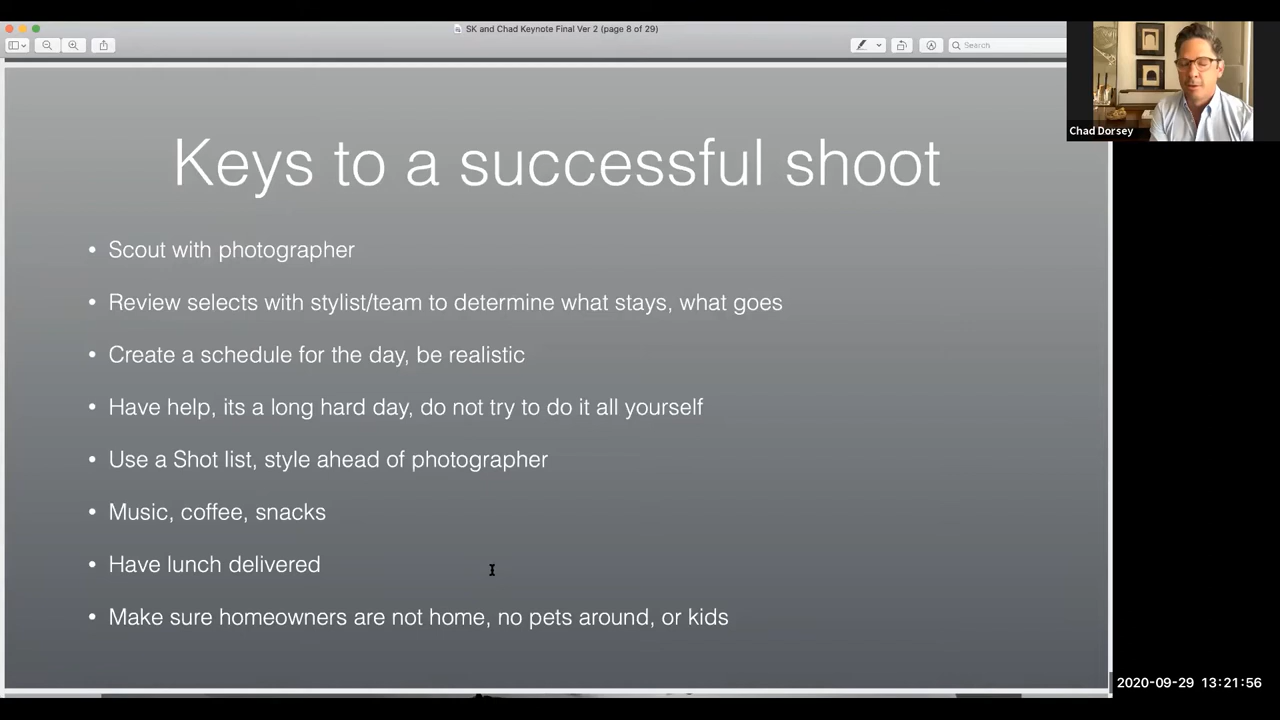 SK and Chad Keynote Final Ver 2 (page 8 of 29)
Search
Chad Dorsey
Keys to a successful shoot
• Scout with photographer
• Review selects with stylist/team to determine what stays, what goes
• Create a schedule for the day, be realistic
• Have help, its a long hard day, do not try to do it all yourself
• Use a Shot list, style ahead of photographer
• Music, coffee, snacks
• Have lunch delivered
• Make sure homeowners are not home, no pets around, or kids
2020-09-29 13:21:56